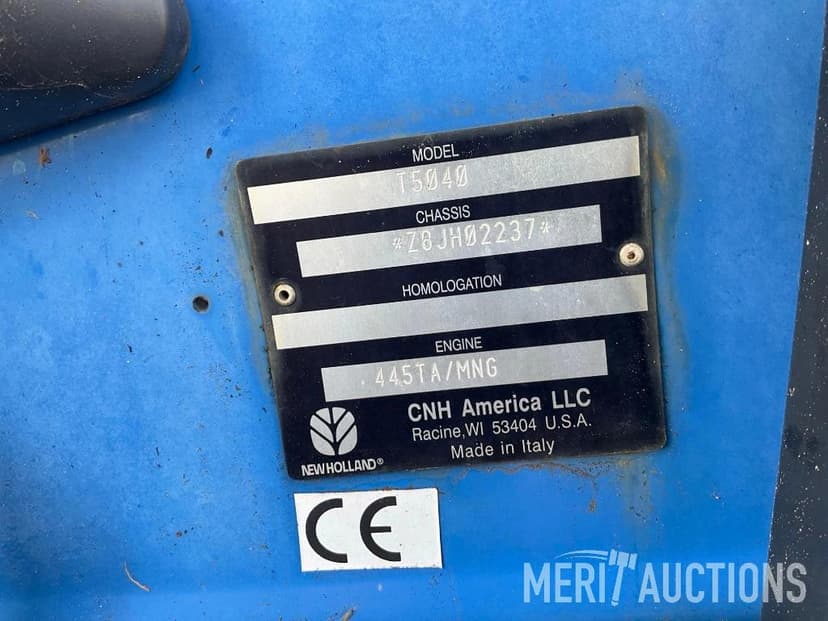 MODEL
T5040
CHASSIS
*Z8JH02237*
HOMOLOGATION
ENGINE
445TA/MNG
CNH America LLC
Racine, WI 53404 U.S.A.
Made in Italy
NEW HOLLAND®
CE
MERIT AUCTIONS